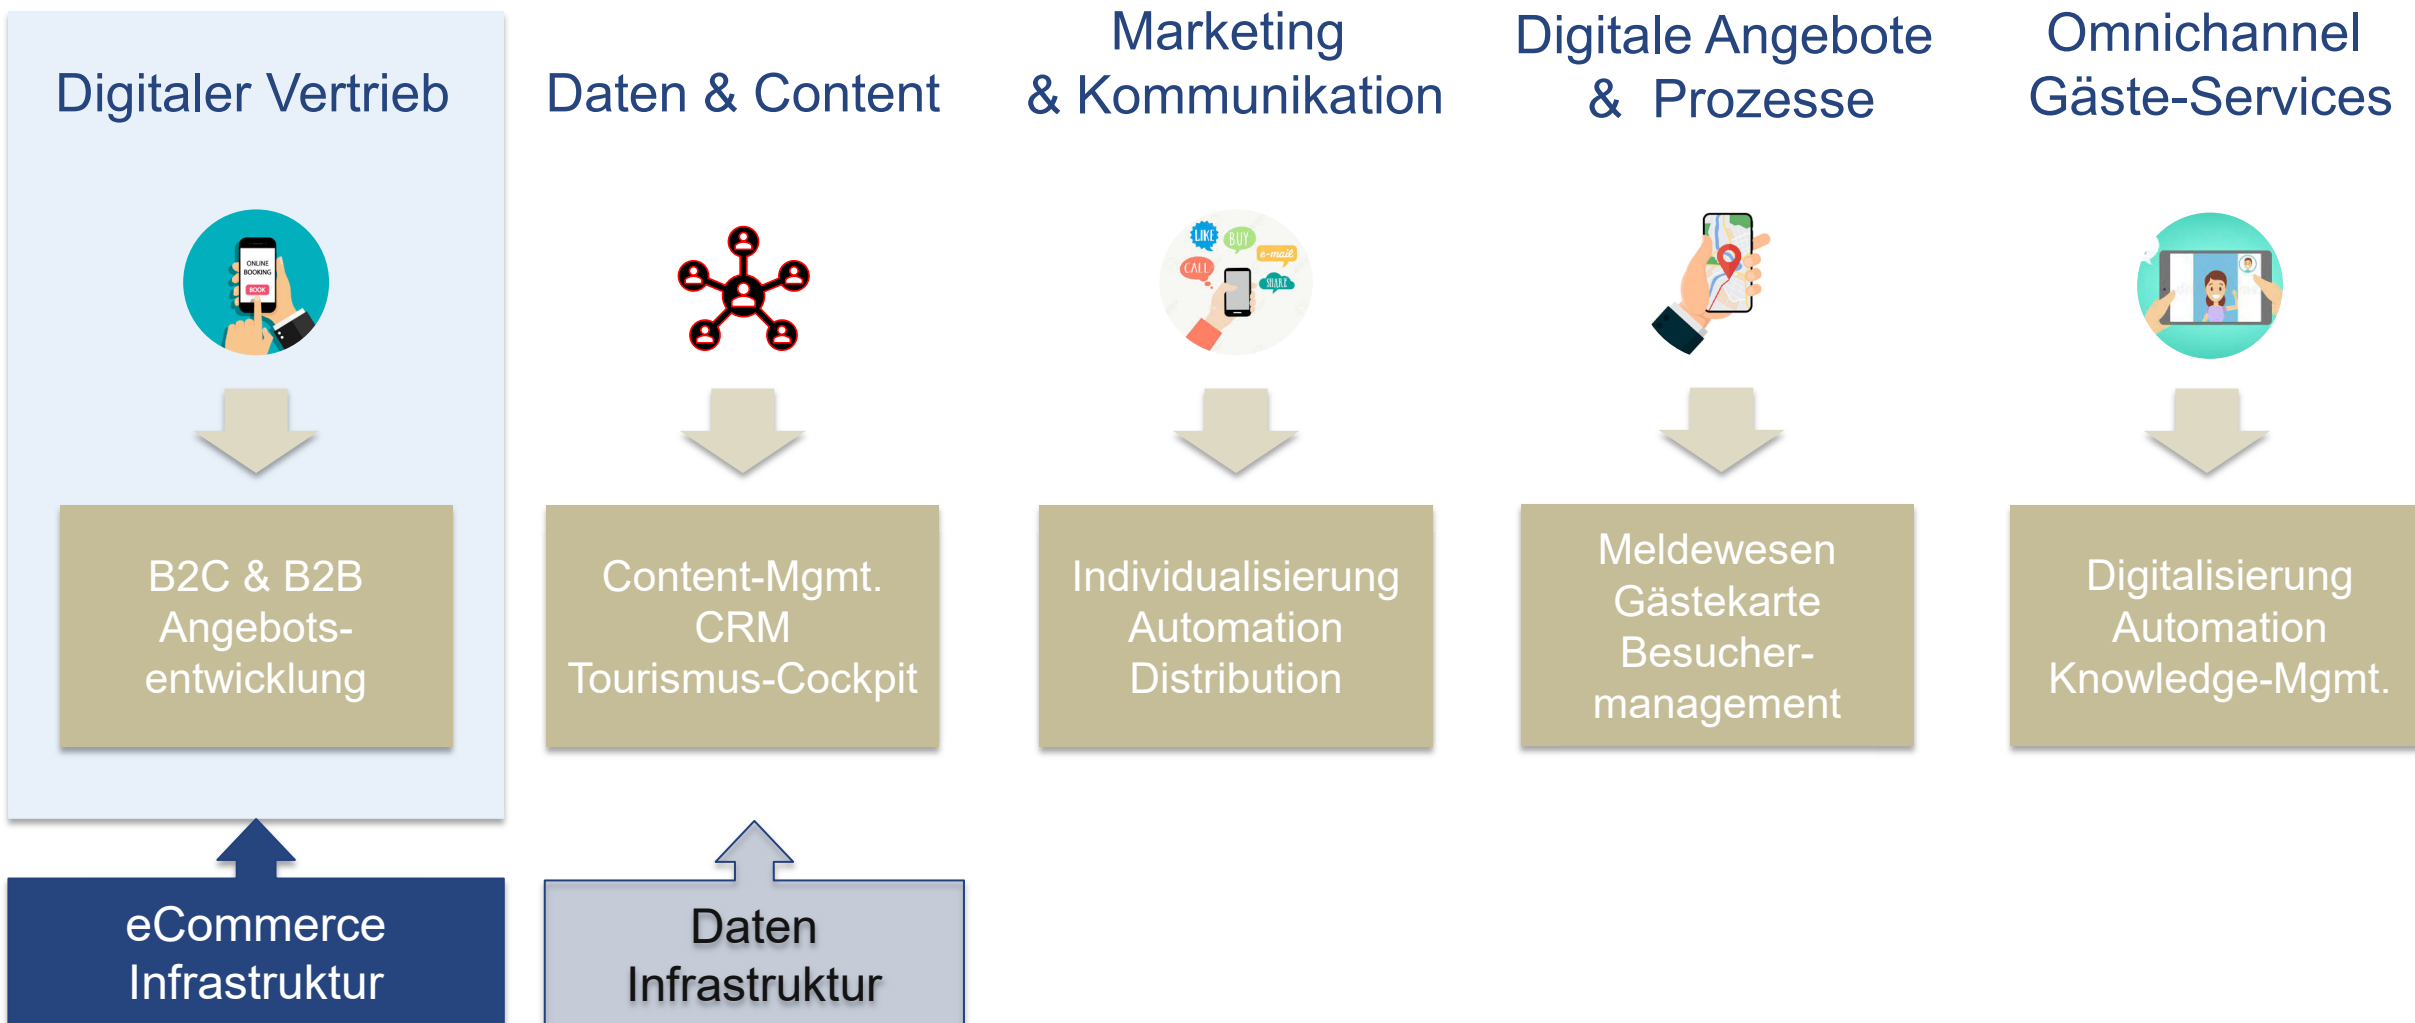 Digitaler Vertrieb
Daten & Content
Marketing
& Kommunikation
Digitale Angebote
& Prozesse
Omnichannel
Gäste-Services
ONLINE
BOOKING
BOOK
LIKE
BUY
e-mail
CALL
SHARE
B2C & B2B
Angebots-
entwicklung
Content-Mgmt.
CRM
Tourismus-Cockpit
Individualisierung
Automation
Distribution
Meldewesen
Gästekarte
Besucher-
management
Digitalisierung
Automation
Knowledge-Mgmt.
eCommerce
Infrastruktur
Daten
Infrastruktur